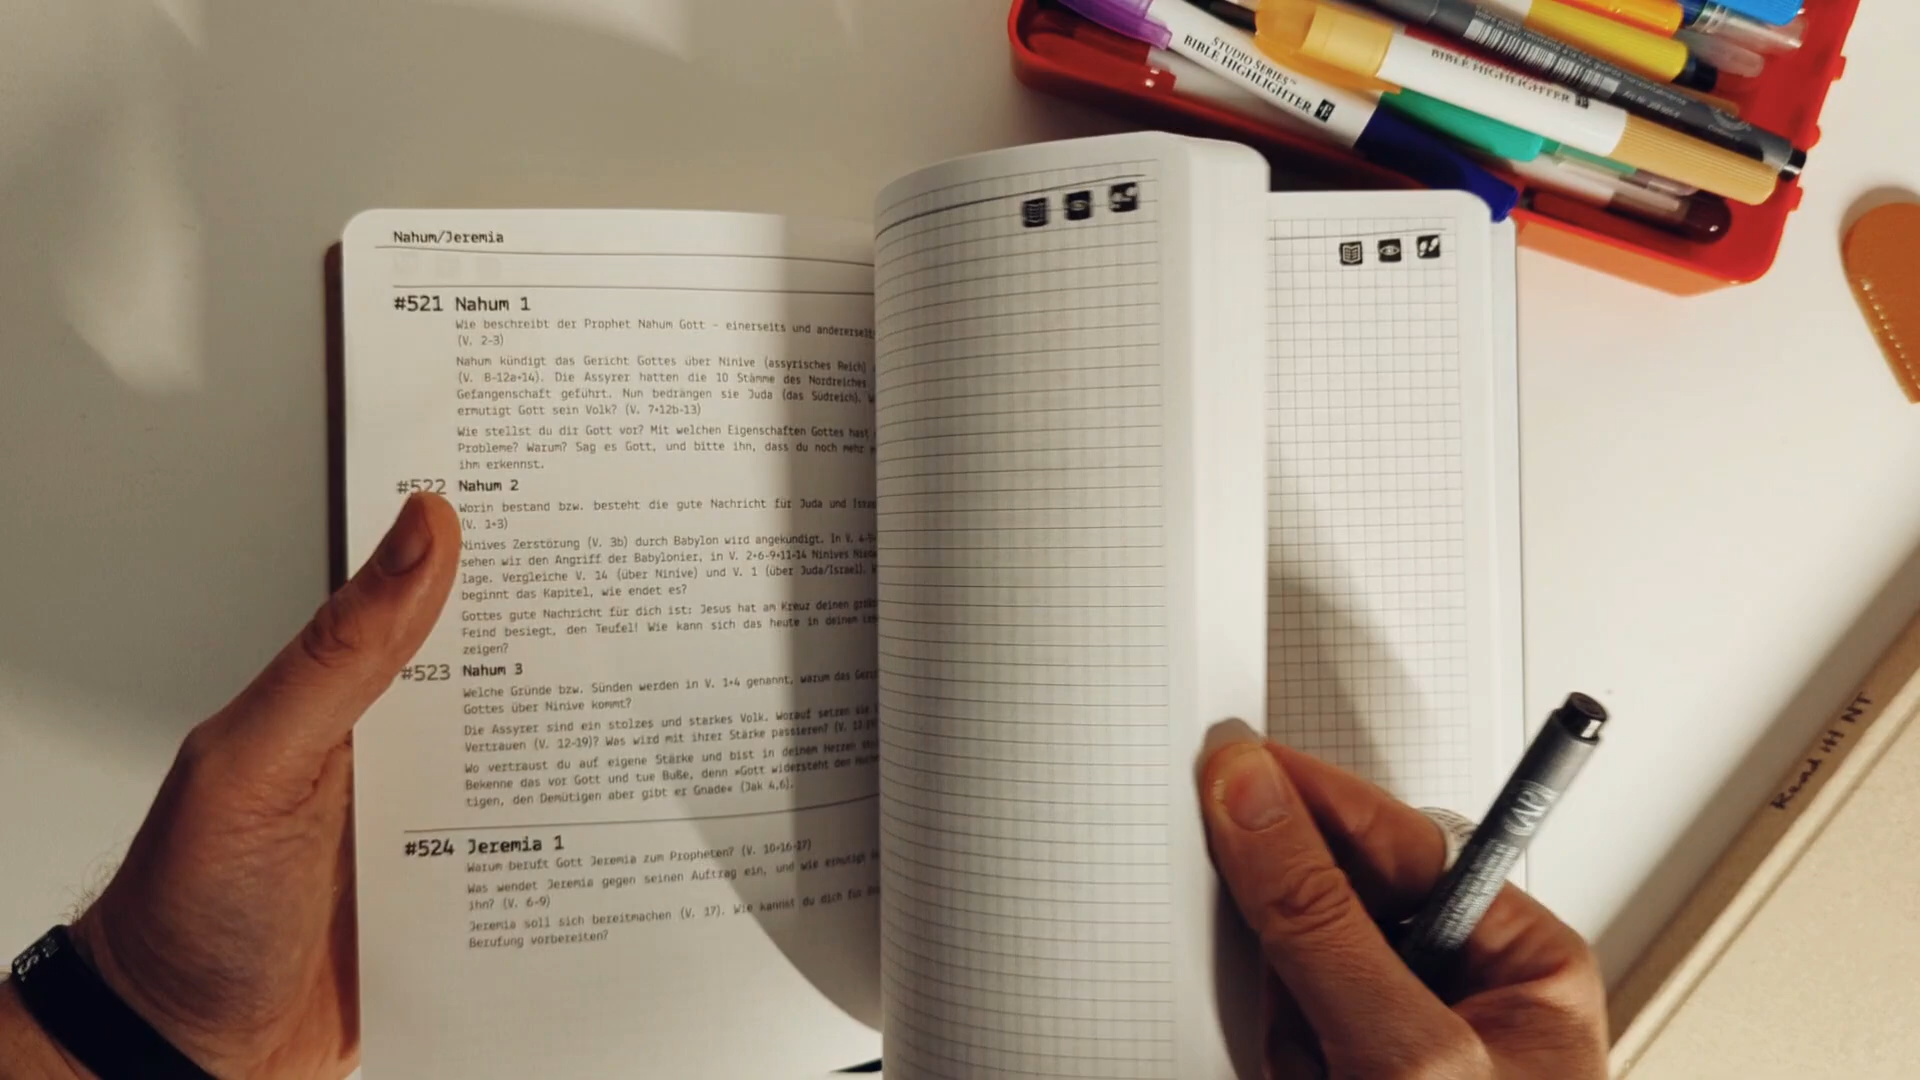 Nahum/Jeremia
#521 Nahum 1
Wie beschreibt der Prophet Nahum Gott – einerseits und andererseits
(V. 2-3)
Nahum kündigt das Gericht Gottes über Ninive (assyrisches Reich)
(V. 8-12a+14). Die Assyrer hatten die 10 Stämme des Nordreiches
Gefangenschaft geführt. Nun bedrängen sie Juda (das Südreich).
ermutigt Gott sein Volk? (V. 7+12b-13)
Wie stellst du dir Gott vor? Mit welchen Eigenschaften Gottes hast
Probleme? Warum? Sag es Gott, und bitte ihn, dass du noch mehr
ihm erkennst.
#522 Nahum 2
Worin bestand bzw. besteht die gute Nachricht für Juda und
(V. 1+3)
Ninives Zerstörung (V. 3b) durch Babylon wird angekündigt. In V.
sehen wir den Angriff der Babylonier, in V. 2+6-9+11-14 Ninives
lage. Vergleiche V. 14 (über Ninive) und V. 1 (über Juda/Israel).
beginnt das Kapitel, wie endet es?
Gottes gute Nachricht für dich ist: Jesus hat am Kreuz deinen
Feind besiegt, den Teufel! Wie kann sich das heute in deinem
zeigen?
#523 Nahum 3
Welche Gründe bzw. Sünden werden in V. 1+4 genannt, warum das
Gottes über Ninive kommt?
Die Assyrer sind ein stolzes und starkes Volk. Worauf setzen sie
Vertrauen (V. 12-19)? Was wird mit ihrer Stärke passieren?
Wo vertraust du auf eigene Stärke und bist in deinem Herzen
Bekenne das vor Gott und tue Buße, denn »Gott widersteht den
tigen, den Demütigen aber gibt er Gnade« (Jak 4,6).
#524 Jeremia 1
Warum beruft Gott Jeremia zum Propheten? (V. 10+16-17)
Was wendet Jeremia gegen seinen Auftrag ein, und wie ermutigt
ihn? (V. 6-9)
Jeremia soll sich bereitmachen (V. 17). Wie kannst du dich für
Berufung vorbereiten?
STUDIO SERIES™
BIBLE HIGHLIGHTER
BIBLE HIGHLIGHTER